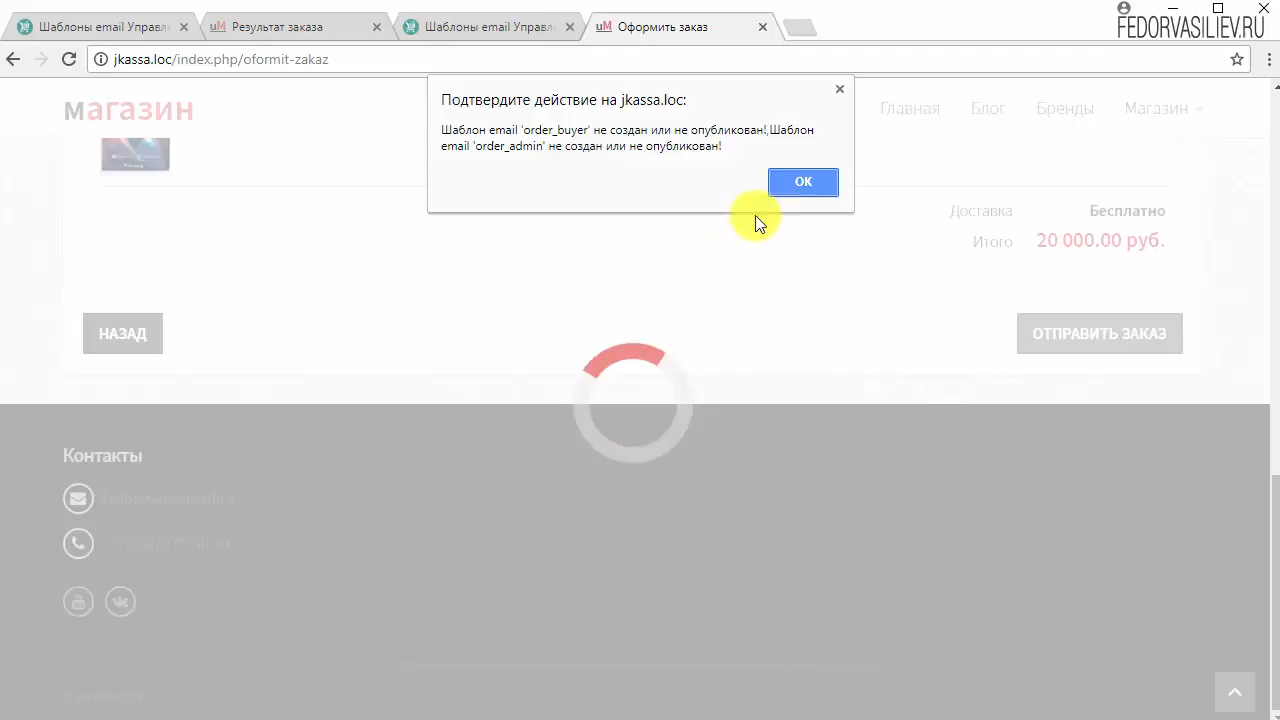 Шаблоны email Управл
Результат заказа
Шаблоны email Управл
Оформить заказ
FEDORVASILIEV.RU
jkassa.loc/index.php/oformit-zakaz
магазин
Главная
Блог
Бренды
Магазин
Подтвердите действие на jkassa.loc:
Шаблон email 'order_buyer' не создан или не опубликован!,Шаблон
email 'order_admin' не создан или не опубликован!
ОК
Доставка
Бесплатно
Итого
20 000.00 руб.
НАЗАД
ОТПРАВИТЬ ЗАКАЗ
Контакты